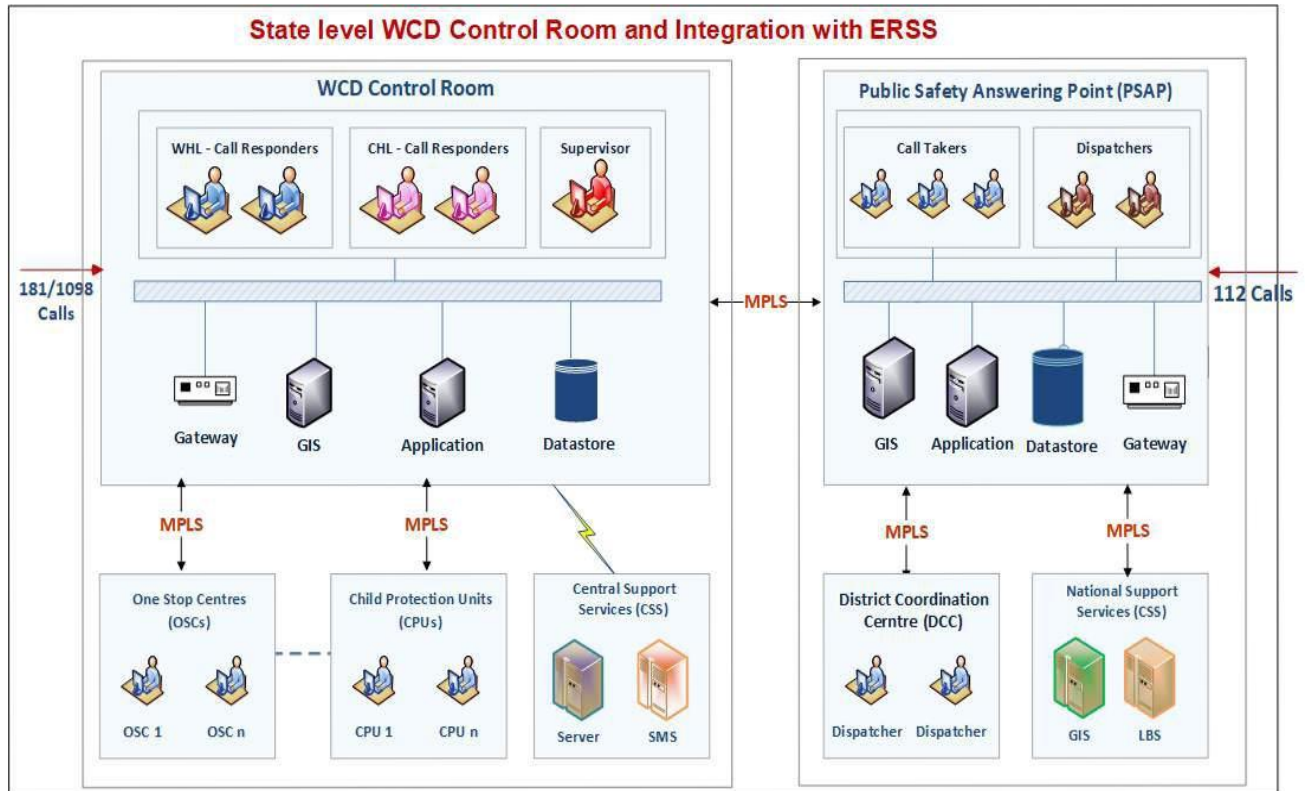 State level WCD Control Room and Integration with ERSS
WCD Control Room
WHL - Call Responders
CHL - Call Responders
Supervisor
181/1098
Calls
Gateway
GIS
Application
Datastore
MPLS
MPLS
One Stop Centres
(OSCs)
OSC 1
OSC n
Child Protection Units
(CPUs)
CPU 1
CPU n
Central Support
Services (CSS)
Server
SMS
MPLS
Public Safety Answering Point (PSAP)
Call Takers
Dispatchers
112 Calls
GIS
Application
Datastore
Gateway
MPLS
MPLS
District Coordination
Cerntre (DCC)
Dispatcher
Dispatcher
National Support
Services (CSS)
GIS
LBS